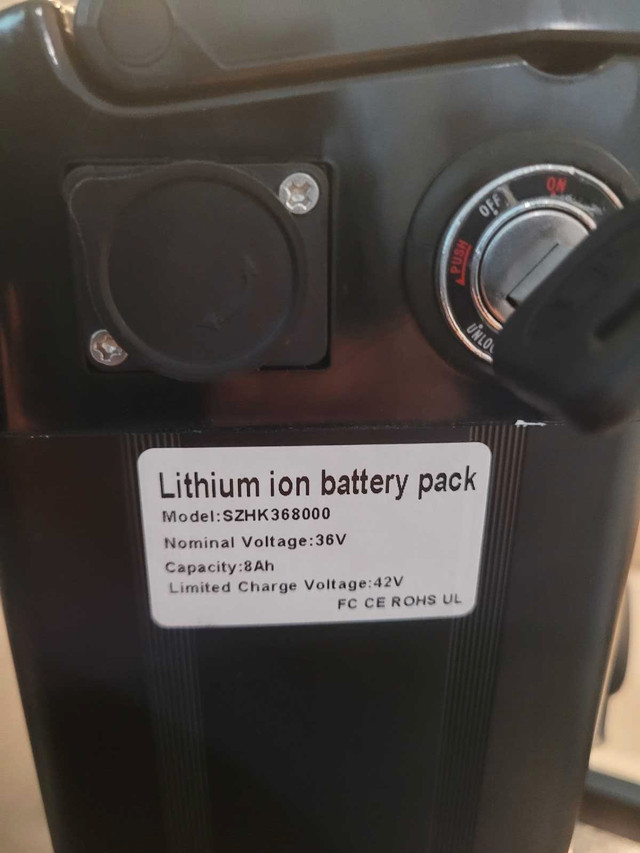 ON
OFF
PUSH
Lithium ion battery pack
Model:SZHK368000
Nominal Voltage:36V
Capacity:8Ah
Limited Charge Voltage:42V
FC CE ROHS UL